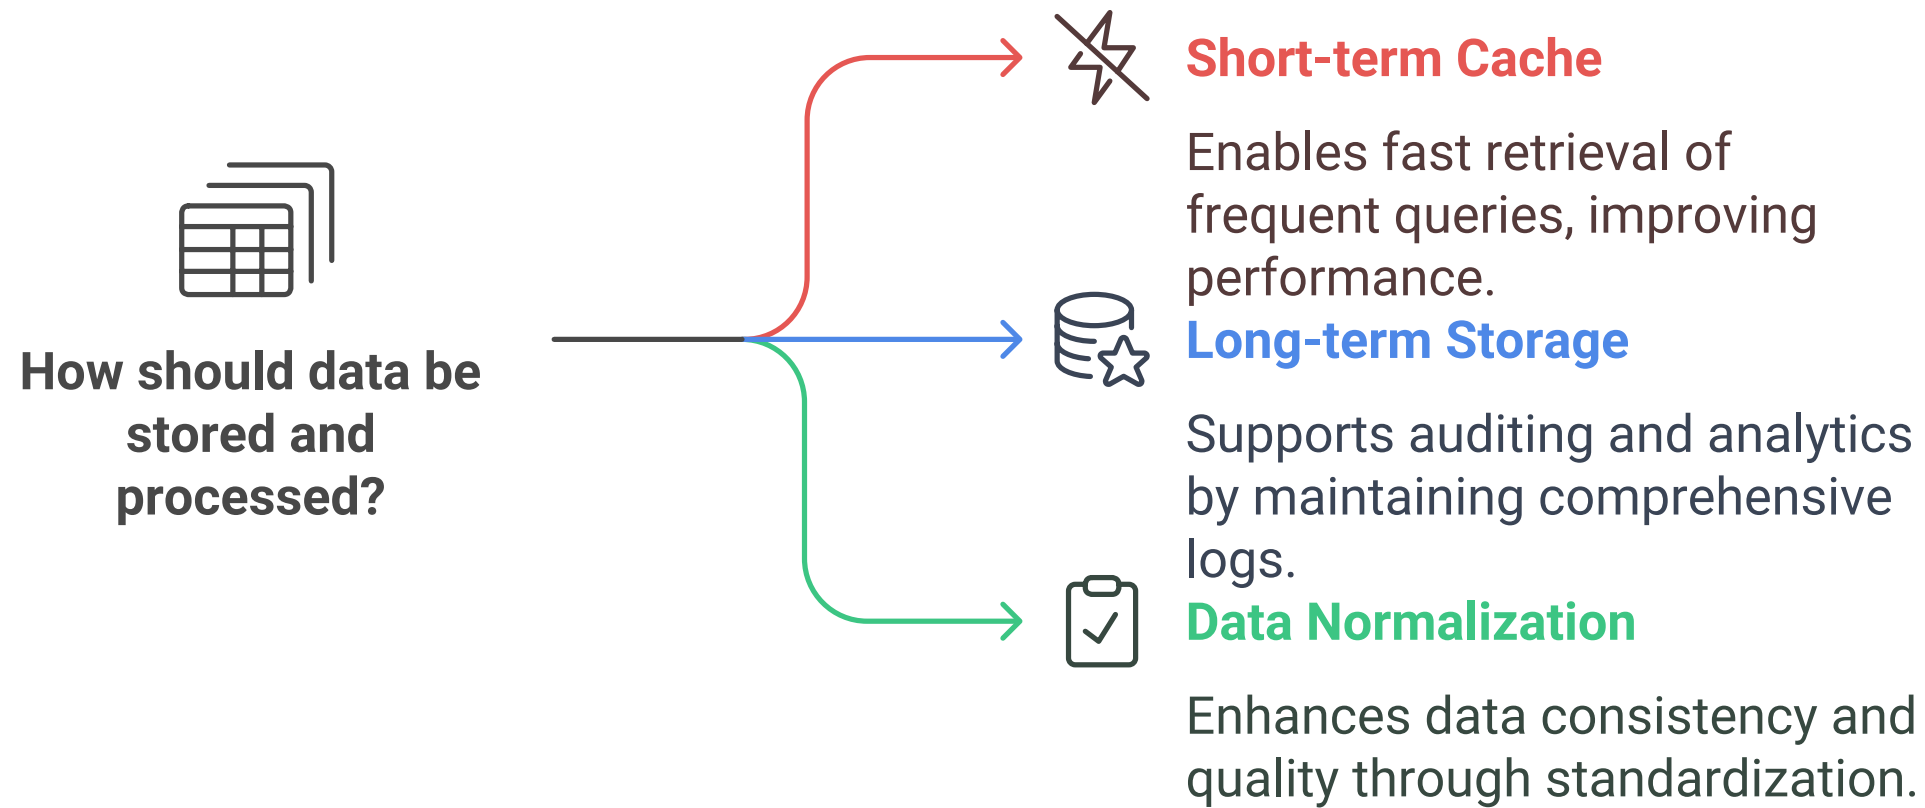 How should data be
stored and
processed?
Short-term Cache
Enables fast retrieval of
frequent queries, improving
performance.
Long-term Storage
Supports auditing and analytics
by maintaining comprehensive
logs.
Data Normalization
Enhances data consistency and
quality through standardization.